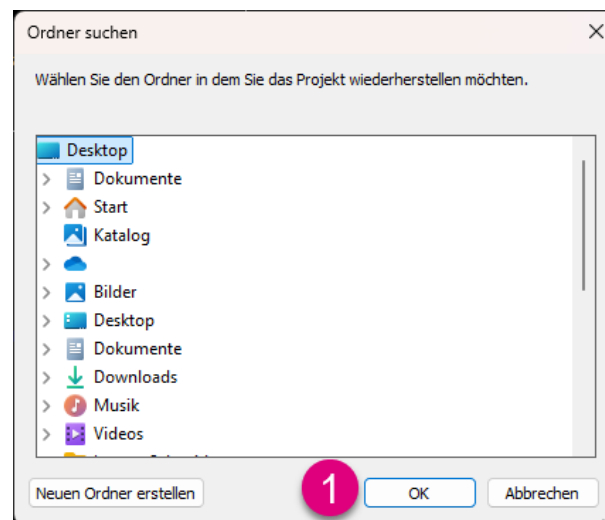 Ordner suchen
Wählen Sie den Ordner in dem Sie das Projekt wiederherstellen möchten.
Desktop
Dokumente
Start
Katalog
Bilder
Desktop
Dokumente
Downloads
Musik
Videos
Neuen Ordner erstellen
1
OK
Abbrechen